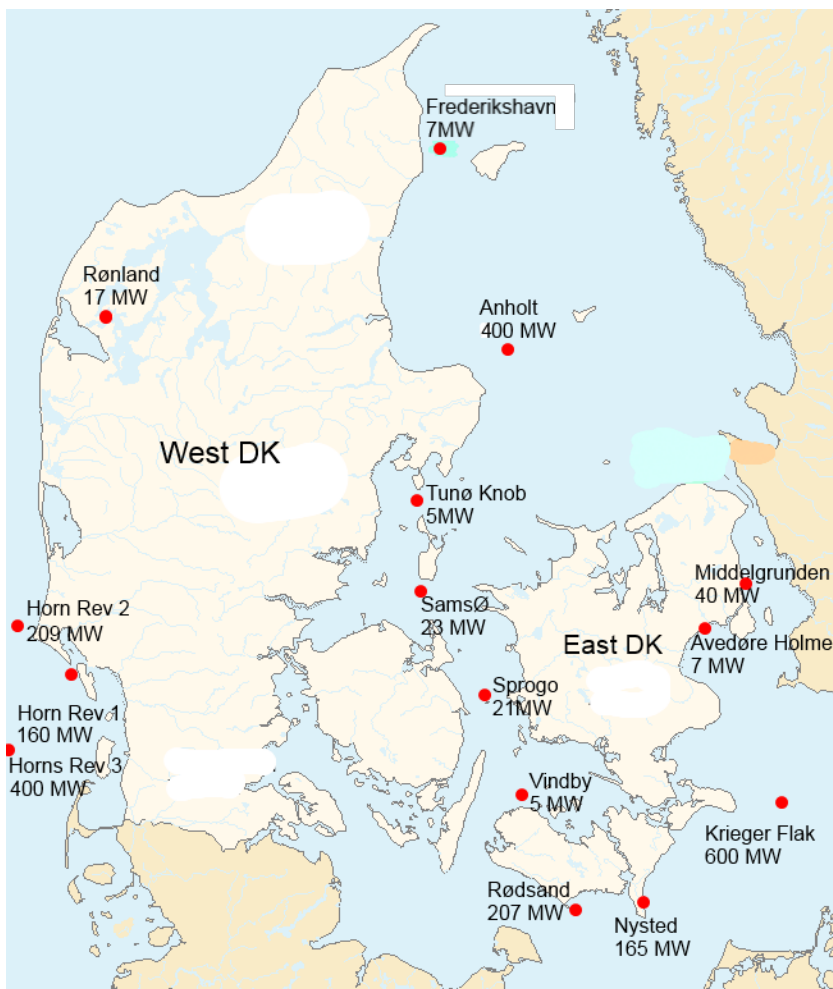 Frederikshavn
7MW
Rønland
17 MW
Anholt
400 MW
West DK
Tunø Knob
5MW
Middelgrunden
40 MW
SamsØ
23 MW
Horn Rev 2
209 MW
East DK
Avedøre Holme
7 MW
Sprogo
21MW
Horn Rev 1
160 MW
Horns Rev 3
400 MW
Vindby
5 MW
Krieger Flak
600 MW
Rødsand
207 MW
Nysted
165 MW